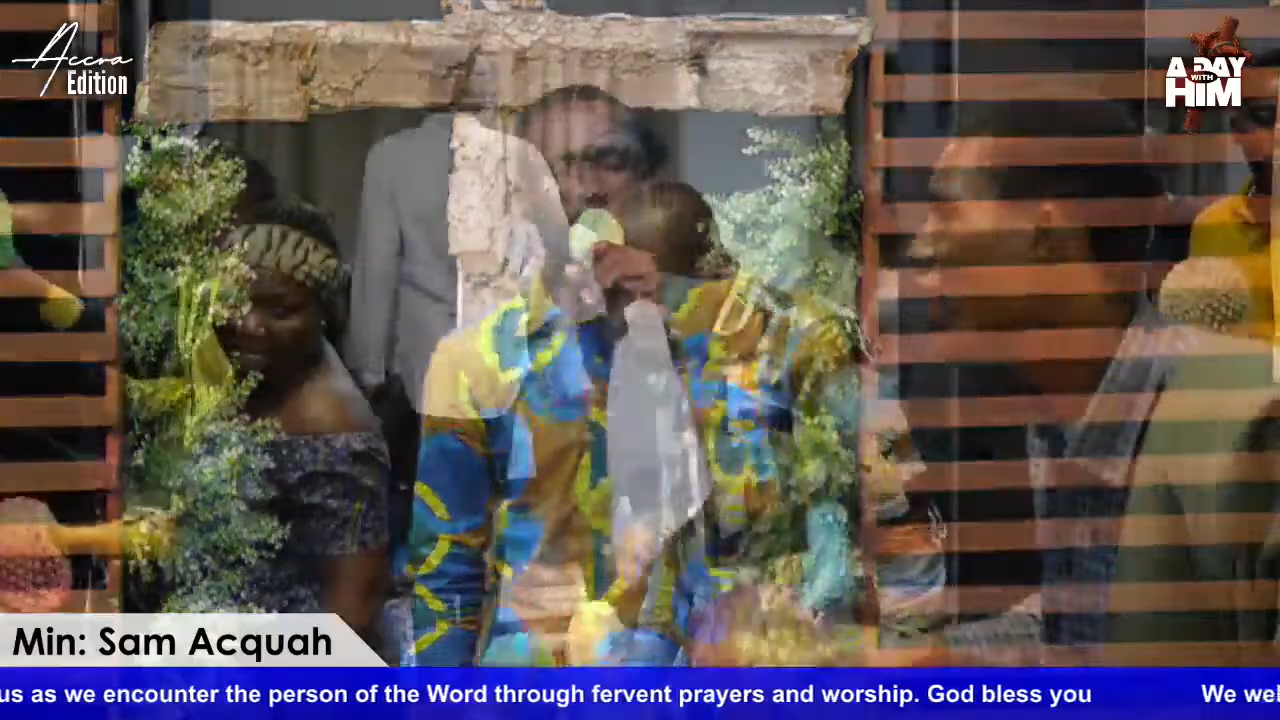 Accra
Edition
A DAY
WITH
HIM
Min: Sam Acquah
us as we encounter the person of the Word through fervent prayers and worship. God bless you
We wel